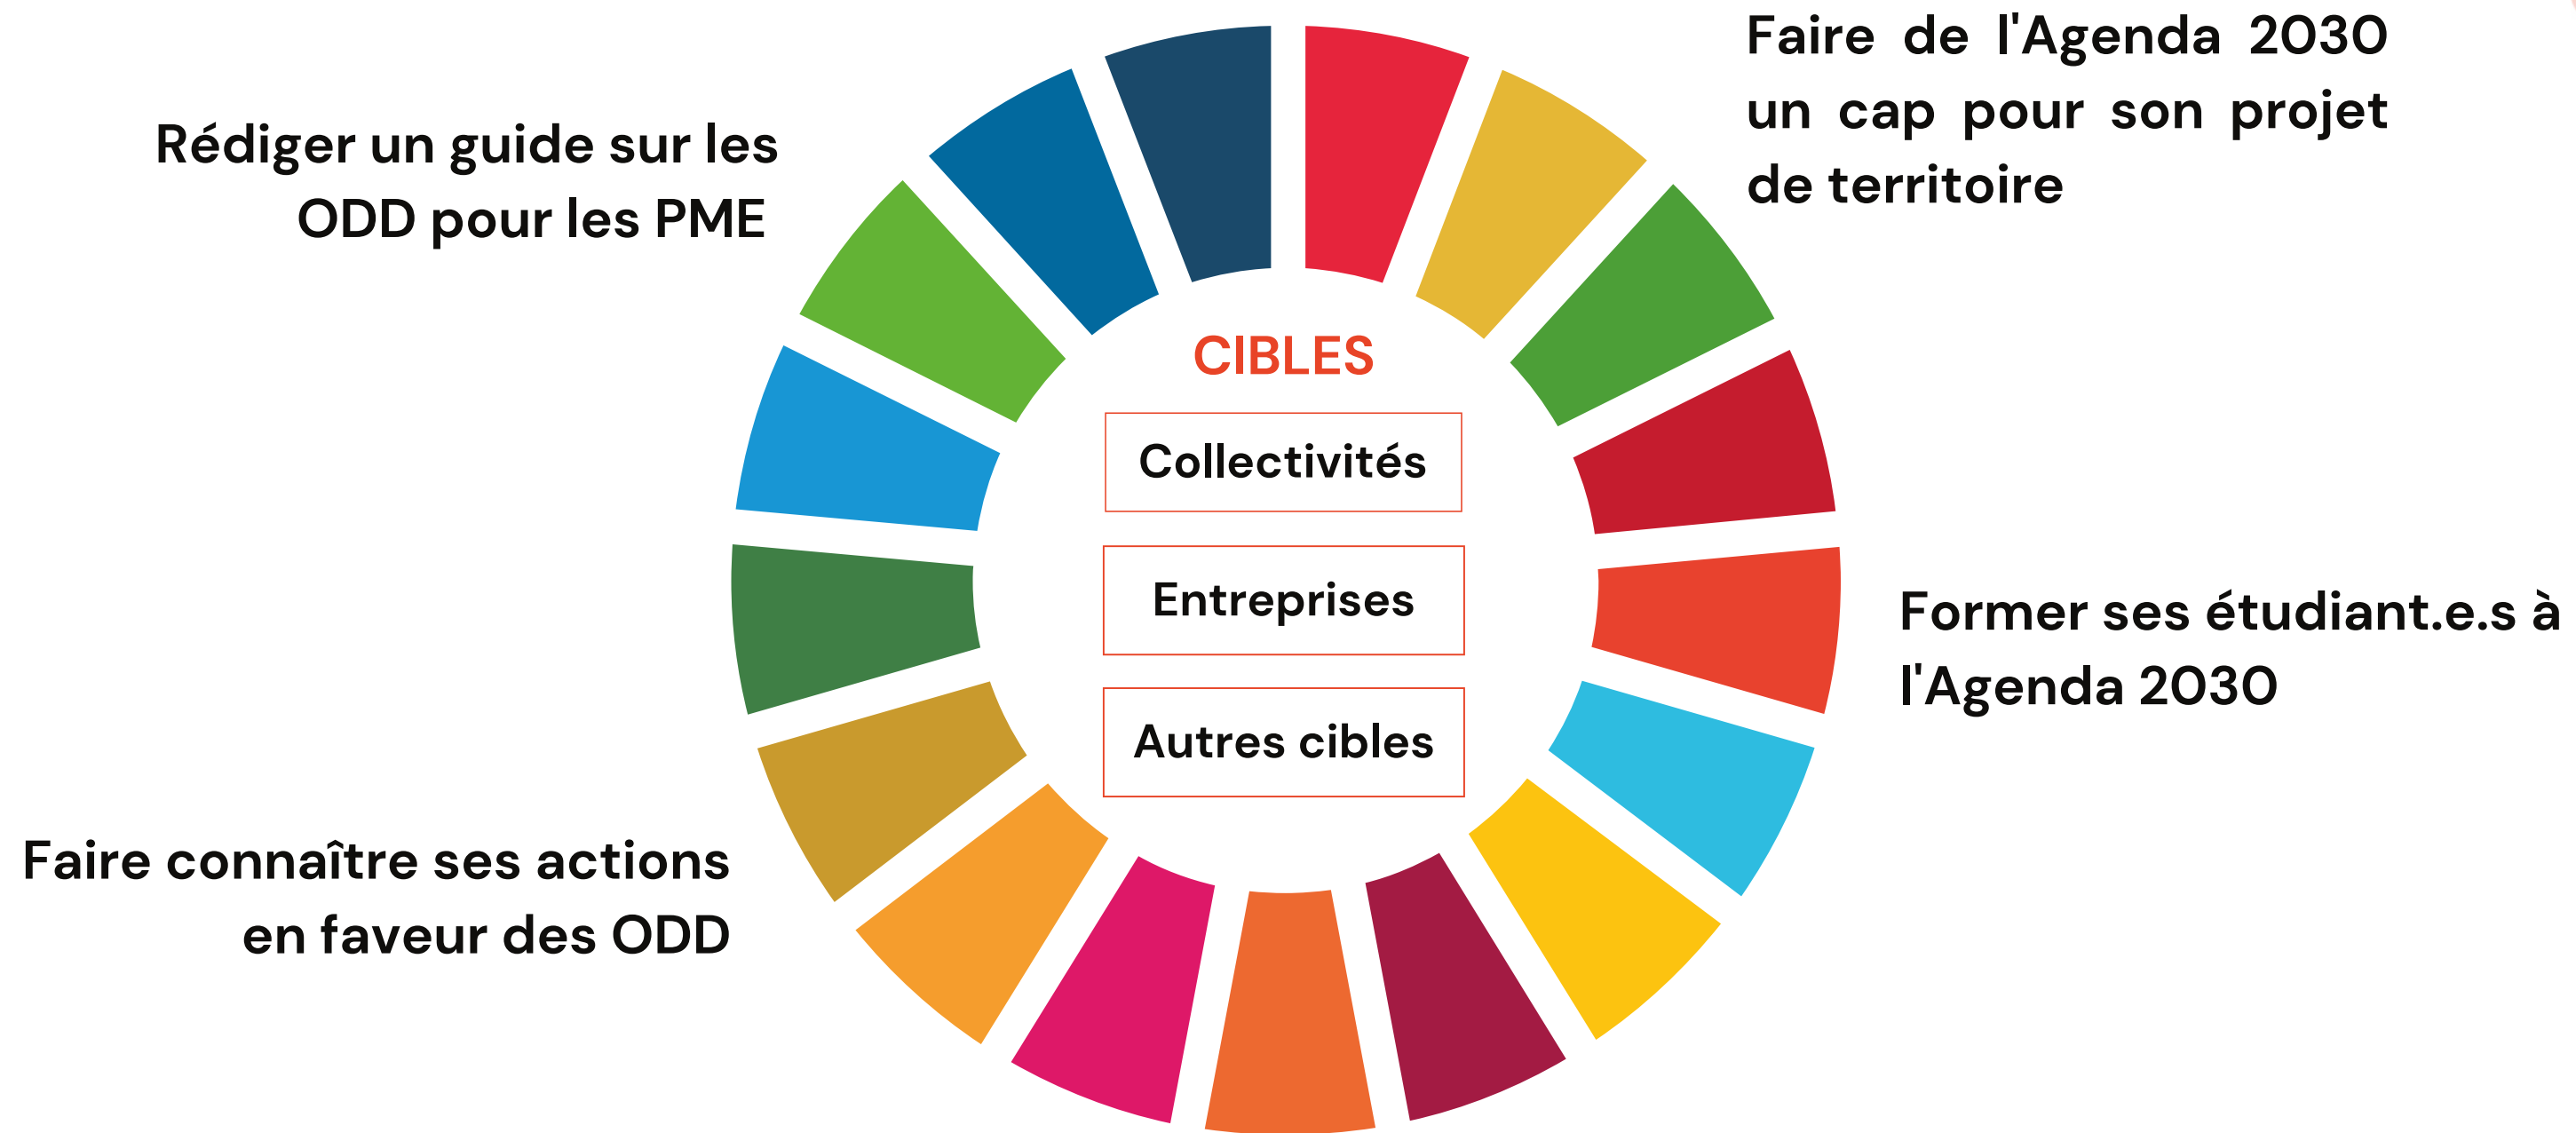 Faire de l'Agenda 2030
un cap pour son projet
de territoire
Rédiger un guide sur les
ODD pour les PME
CIBLES
Collectivités
Entreprises
Autres cibles
Former ses étudiant.e.s à
l'Agenda 2030
Faire connaître ses actions
en faveur des ODD